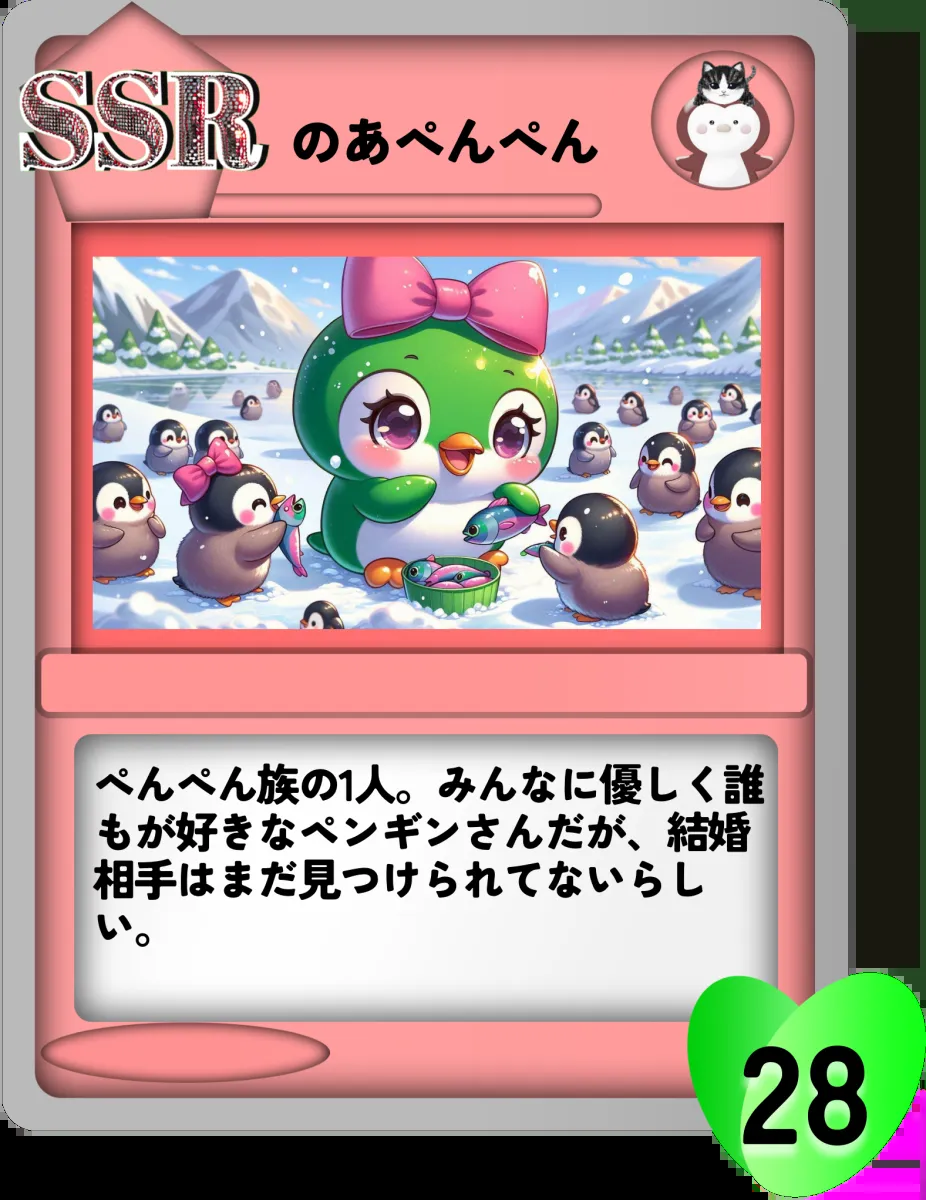 SSR
のあぺんぺん
ぺんぺん族の1人。みんなに優しく誰
もが好きなペンギンさんだが、結婚
相手はまだ見つけられてないらし
い。
28